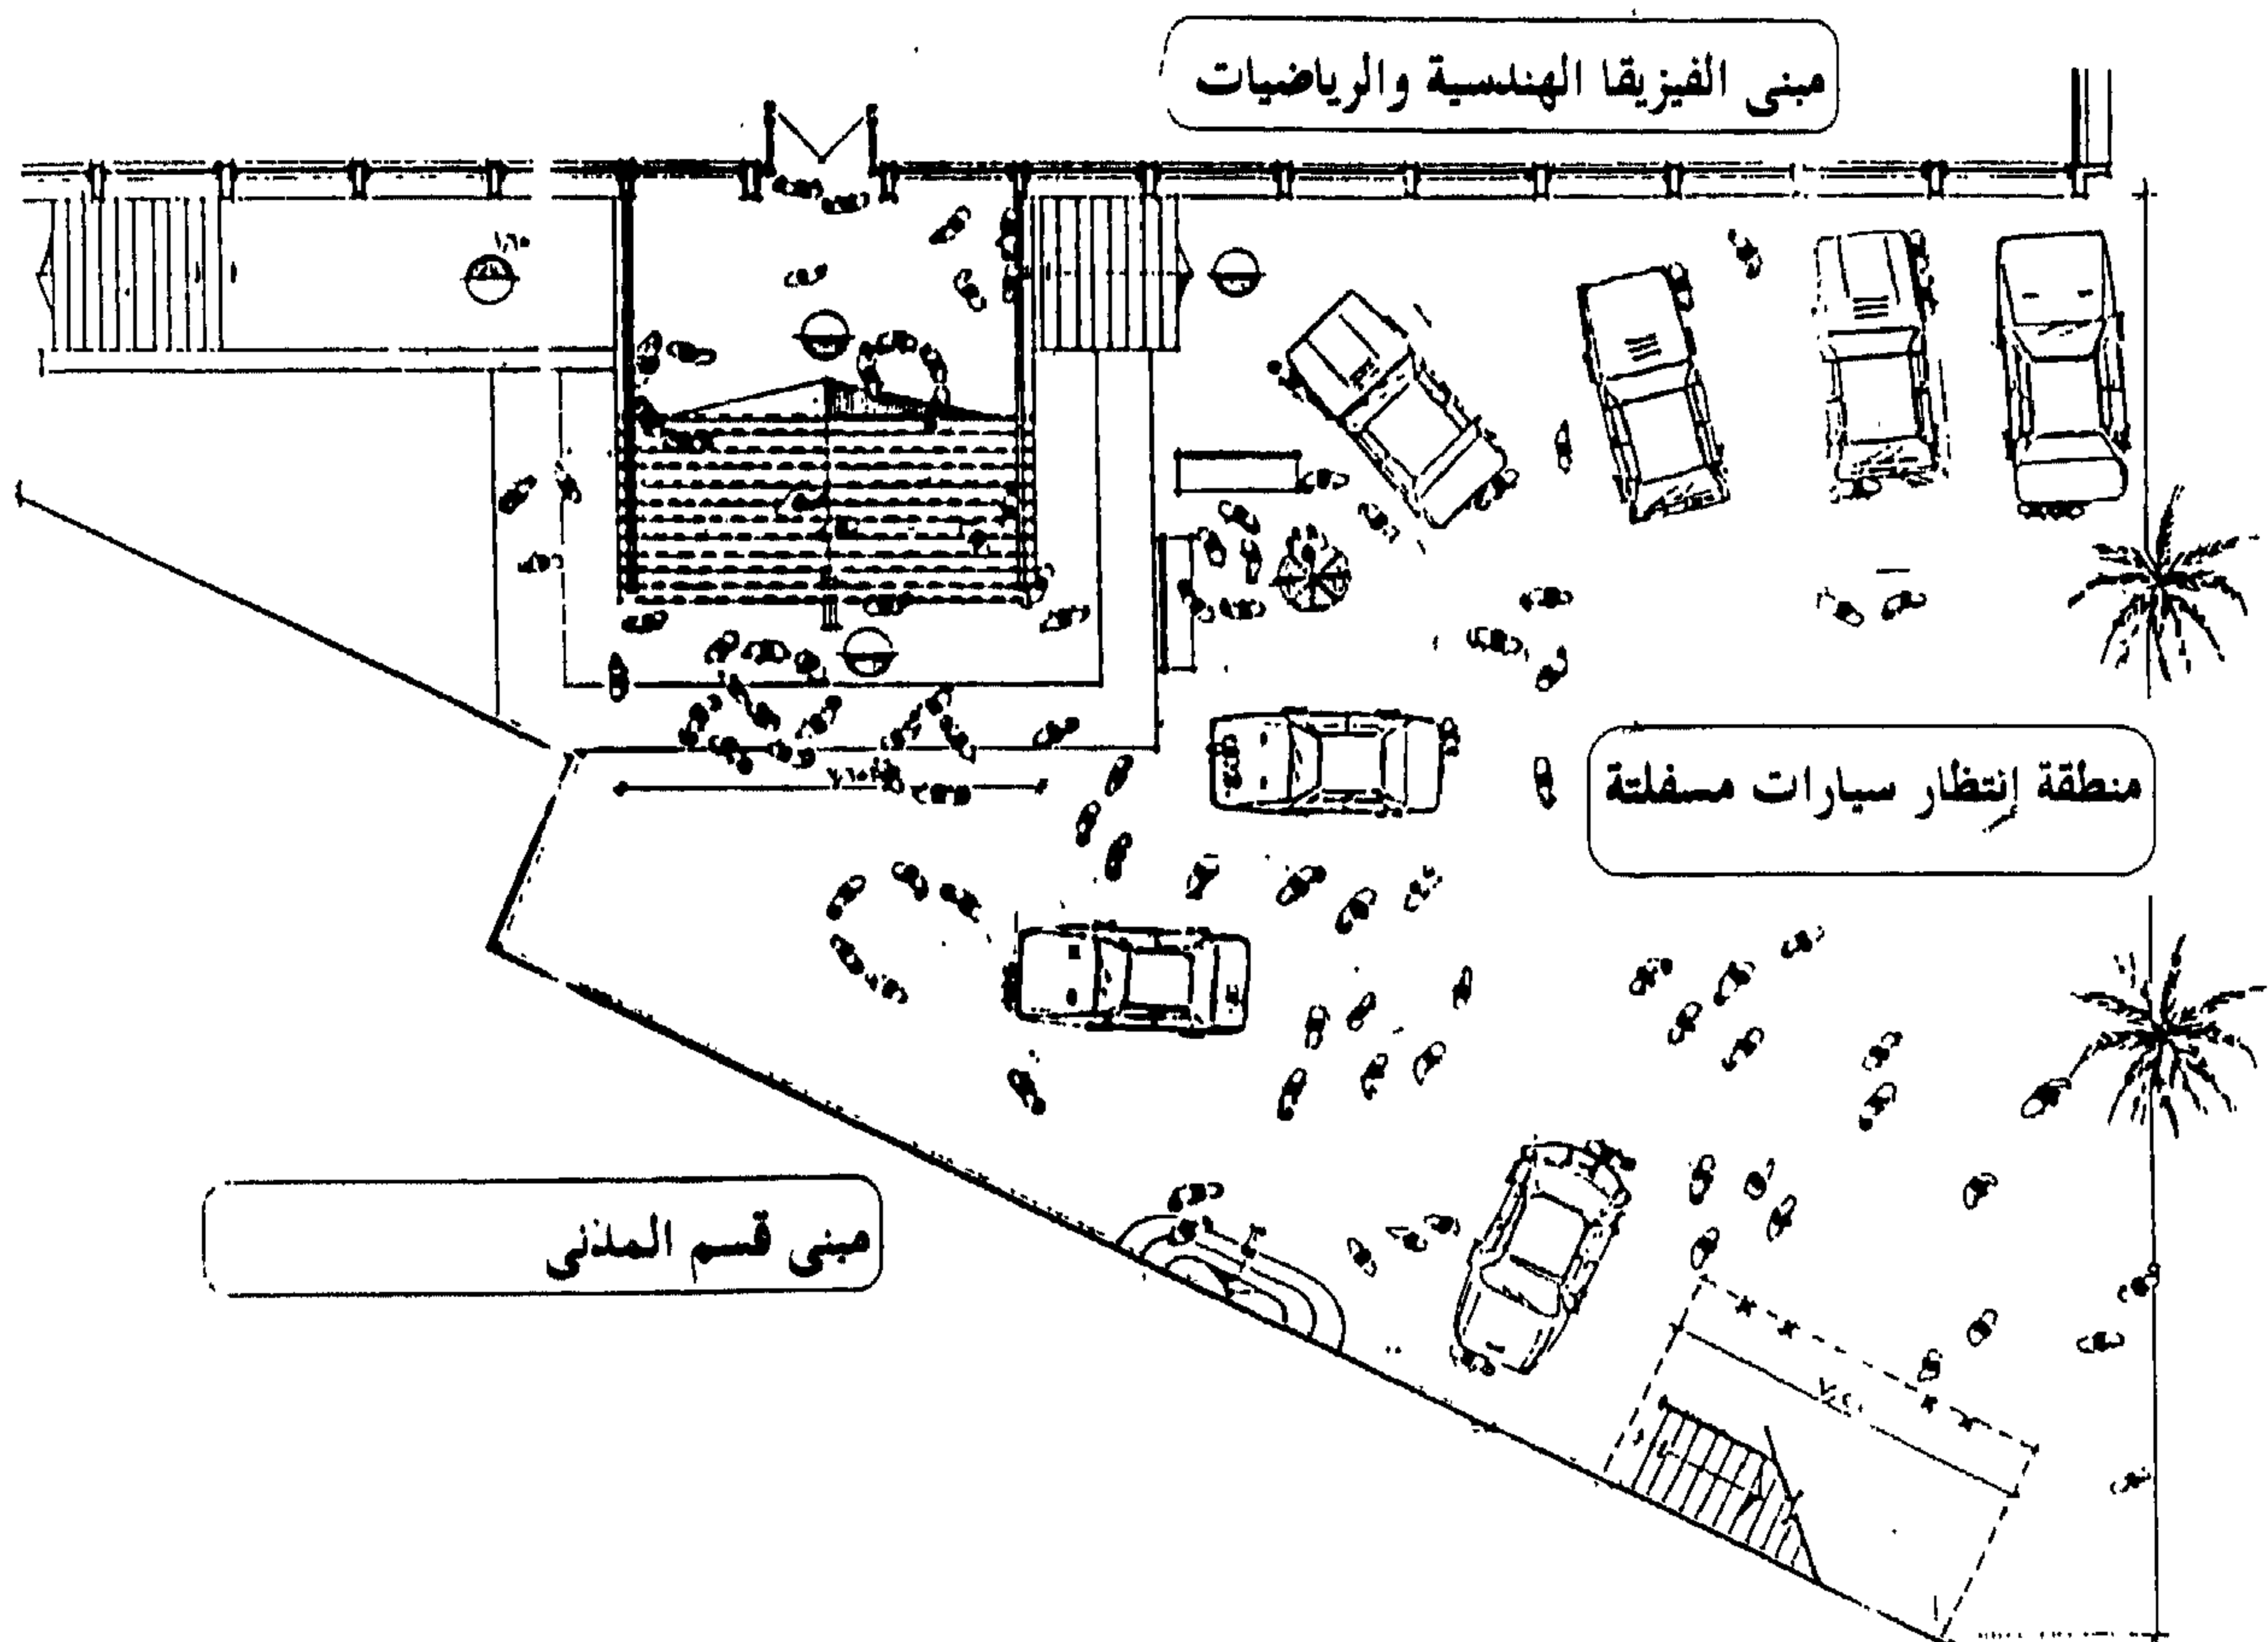 مبنى الفيزيقا الهندسية والرياضيات
منطقة إنتظار سيارات مسفلتة
مبنى قسم المدنى